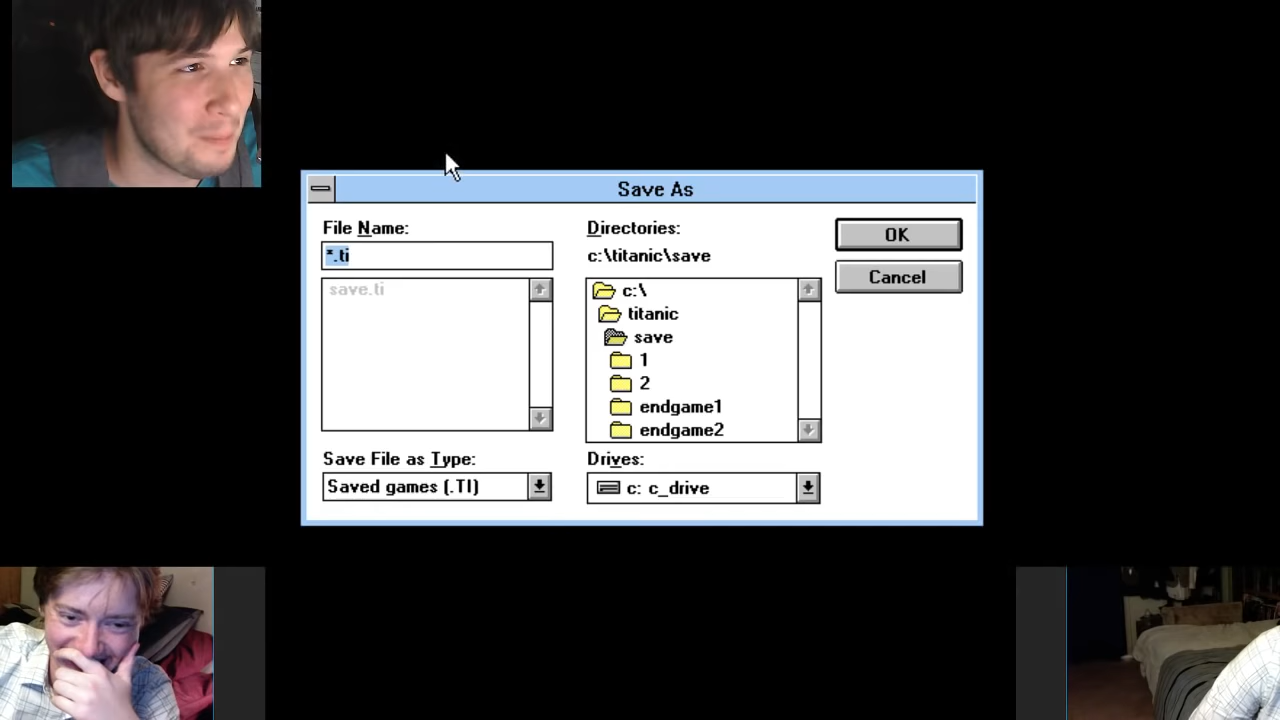 Save As
File Name:
*.ti
save.ti
Save File as Type:
Saved games (.TI)
Directories:
c:\titanic\save
c:\
titanic
save
1
2
endgame1
endgame2
Drives:
c: c_drive
OK
Cancel